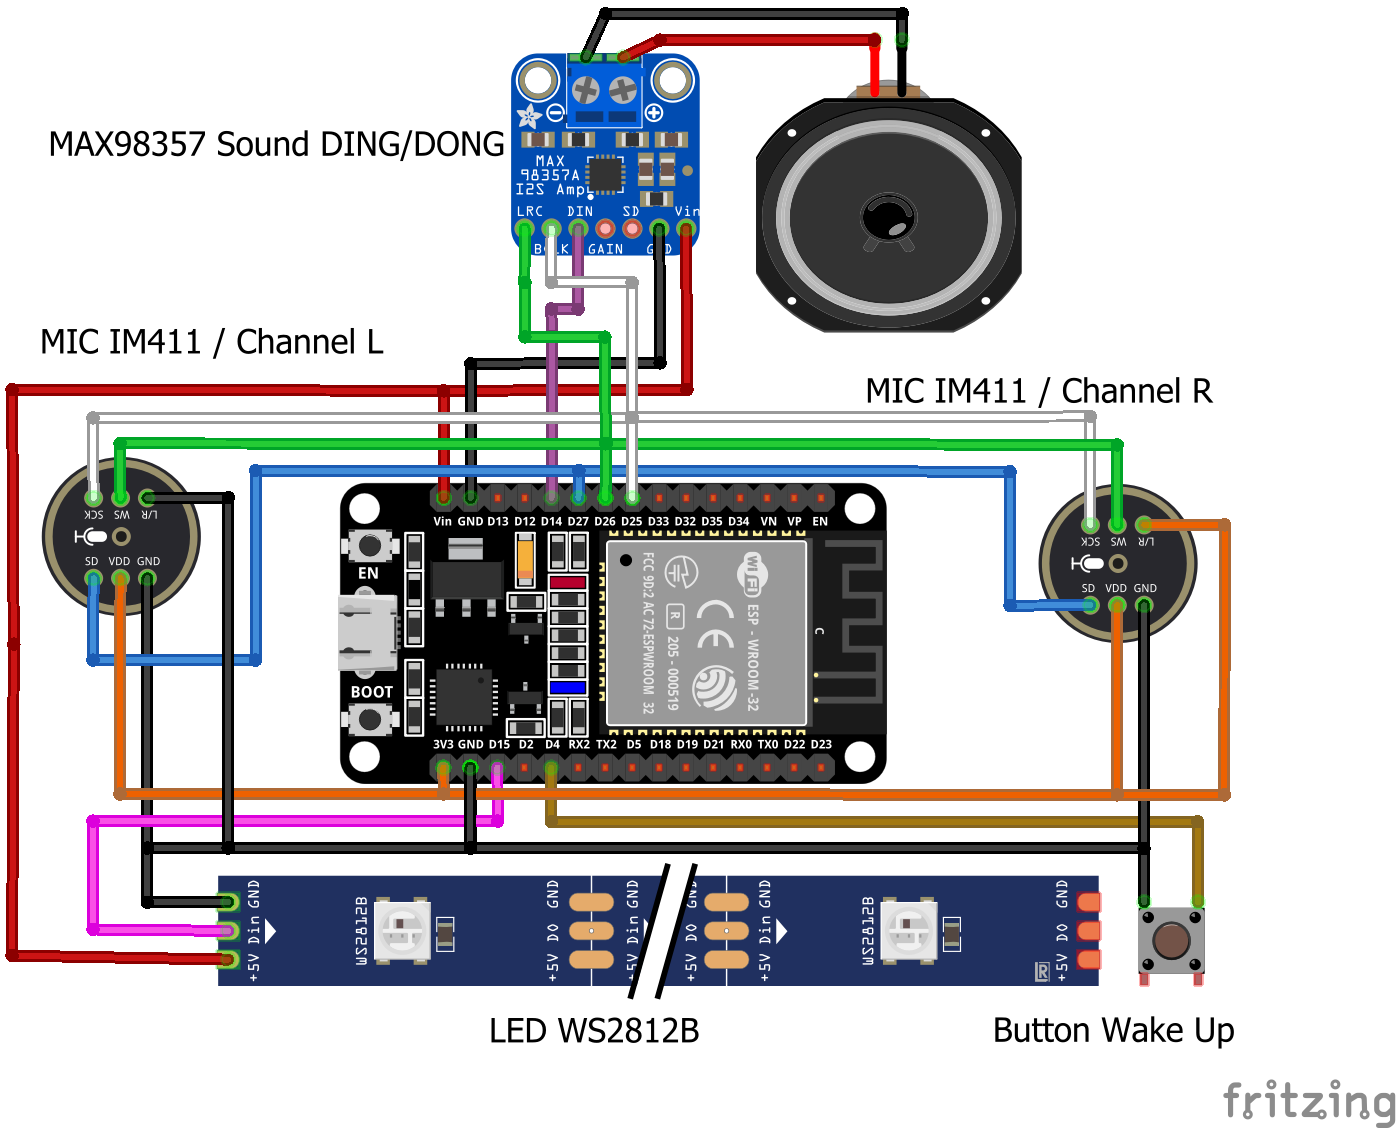 MAX98357 Sound DING/DONG
MAX
98357A
I2S Amp
LRC DIN SD Vin
BCLK GAIN GND
MIC IM411 / Channel L
MIC IM411 / Channel R
SCK WS L/R
SD VDD GND
SCK WS L/R
SD VDD GND
Vin GND D13 D12 D14 D27 D26 D25 D33 D32 D35 D34 VN VP EN
EN
BOOT
FCC 9D:2 AC 72-ESPWROOM 32
R
205 - 000519
CE
WiFi
ESP - WROOM-32
C
3V3 GND D15 D2 D4 RX2 TX2 D5 D18 D19 D21 RX0 TX0 D22 D23
+5V Din GND
WS2812B
+5V DO GND
+5V Din GND
+5V DO GND
+5V Din GND
WS2812B
+5V DO GND
LED WS2812B
Button Wake Up
fritzing